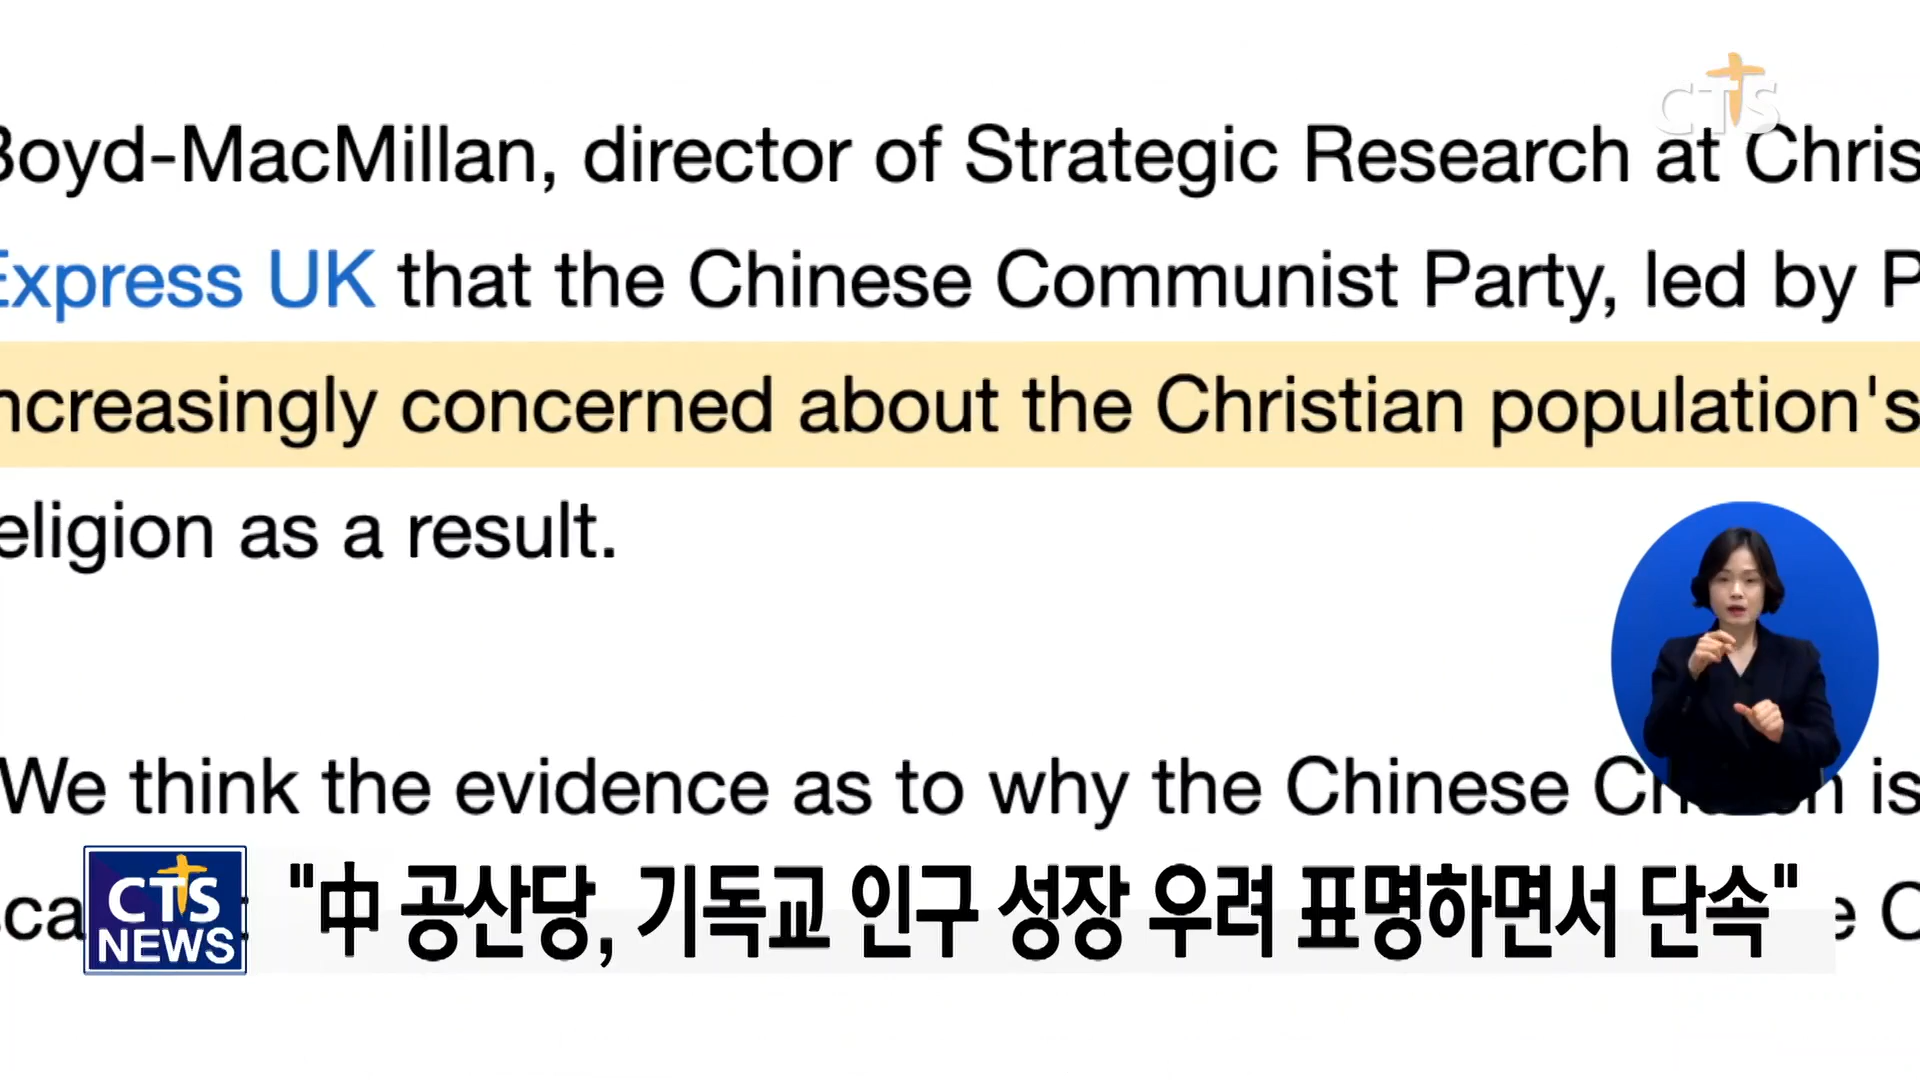 CTS
Boyd-MacMillan, director of Strategic Research at Chris
Express UK that the Chinese Communist Party, led by P
ncreasingly concerned about the Christian population's
eligion as a result.
We think the evidence as to why the Chinese is
CTS NEWS
"中 공산당, 기독교 인구 성장 우려 표명하면서 단속"